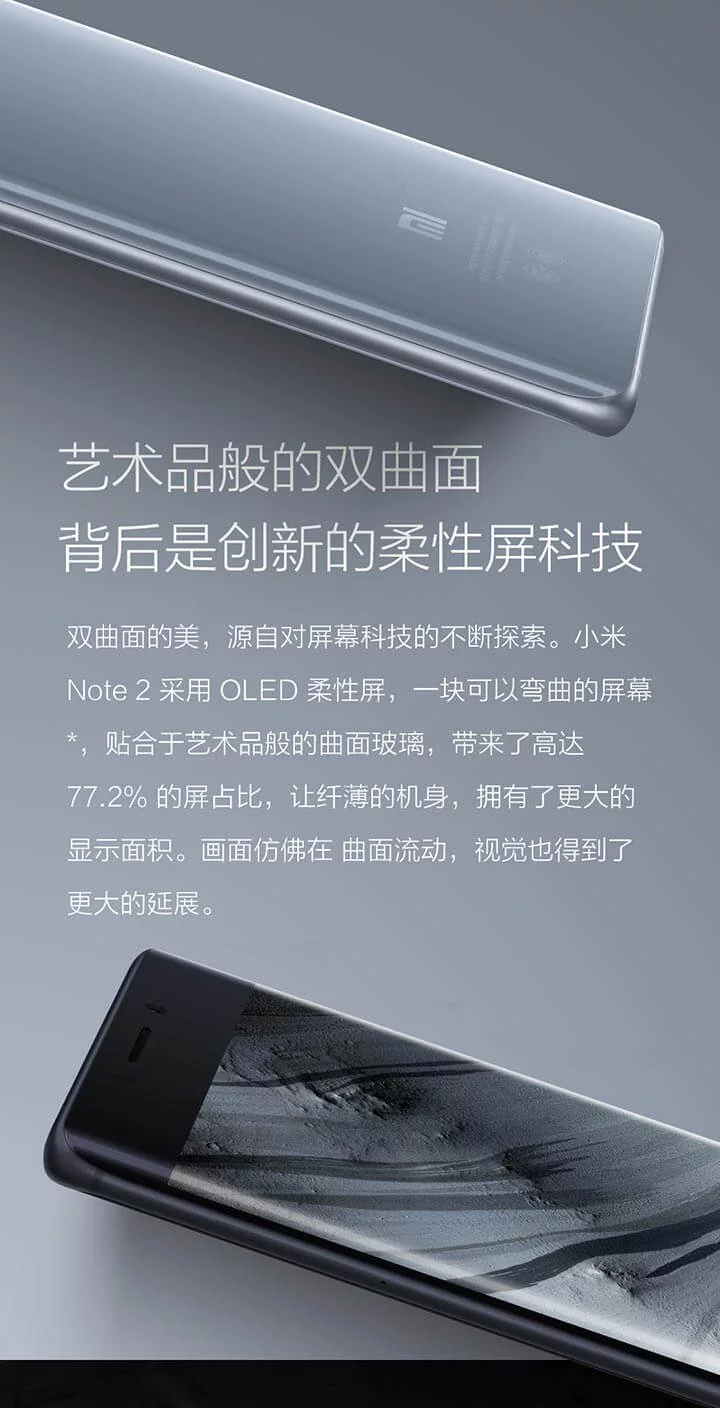 艺术品般的双曲面
背后是创新的柔性屏科技
双曲面的美，源自对屏幕科技的不断探索。小米
Note 2 采用 OLED 柔性屏，一块可以弯曲的屏幕
*，贴合于艺术品般的曲面玻璃，带来了高达
77.2% 的屏占比，让纤薄的机身，拥有了更大的
显示面积。画面仿佛在 曲面流动，视觉也得到了
更大的延展。